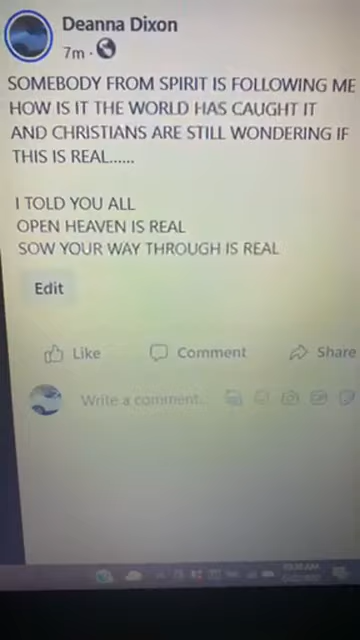 Deanna Dixon
7m ·
SOMEBODY FROM SPIRIT IS FOLLOWING ME
HOW IS IT THE WORLD HAS CAUGHT IT
AND CHRISTIANS ARE STILL WONDERING IF
THIS IS REAL......
I TOLD YOU ALL
OPEN HEAVEN IS REAL
SOW YOUR WAY THROUGH IS REAL
Edit
Like Comment Share
Write a comment...